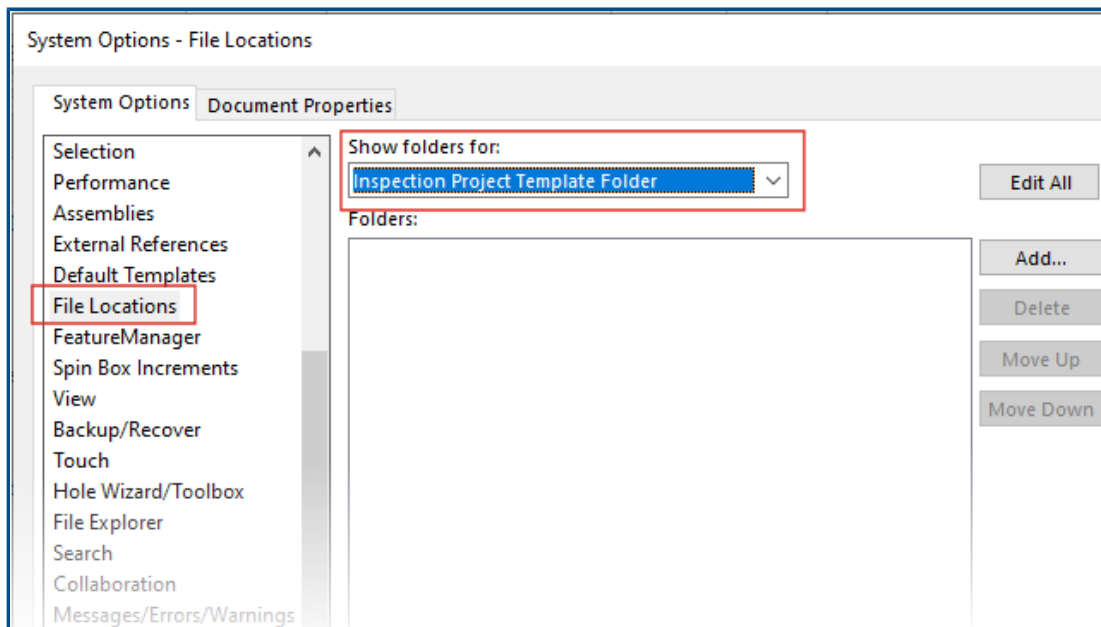 System Options - File Locations
System Options
Document Properties
Selection
Performance
Assemblies
External References
Default Templates
File Locations
FeatureManager
Spin Box Increments
View
Backup/Recover
Touch
Hole Wizard/Toolbox
File Explorer
Search
Collaboration
Messages/Errors/Warnings
Show folders for:
Inspection Project Template Folder
Folders:
Edit All
Add...
Delete
Move Up
Move Down